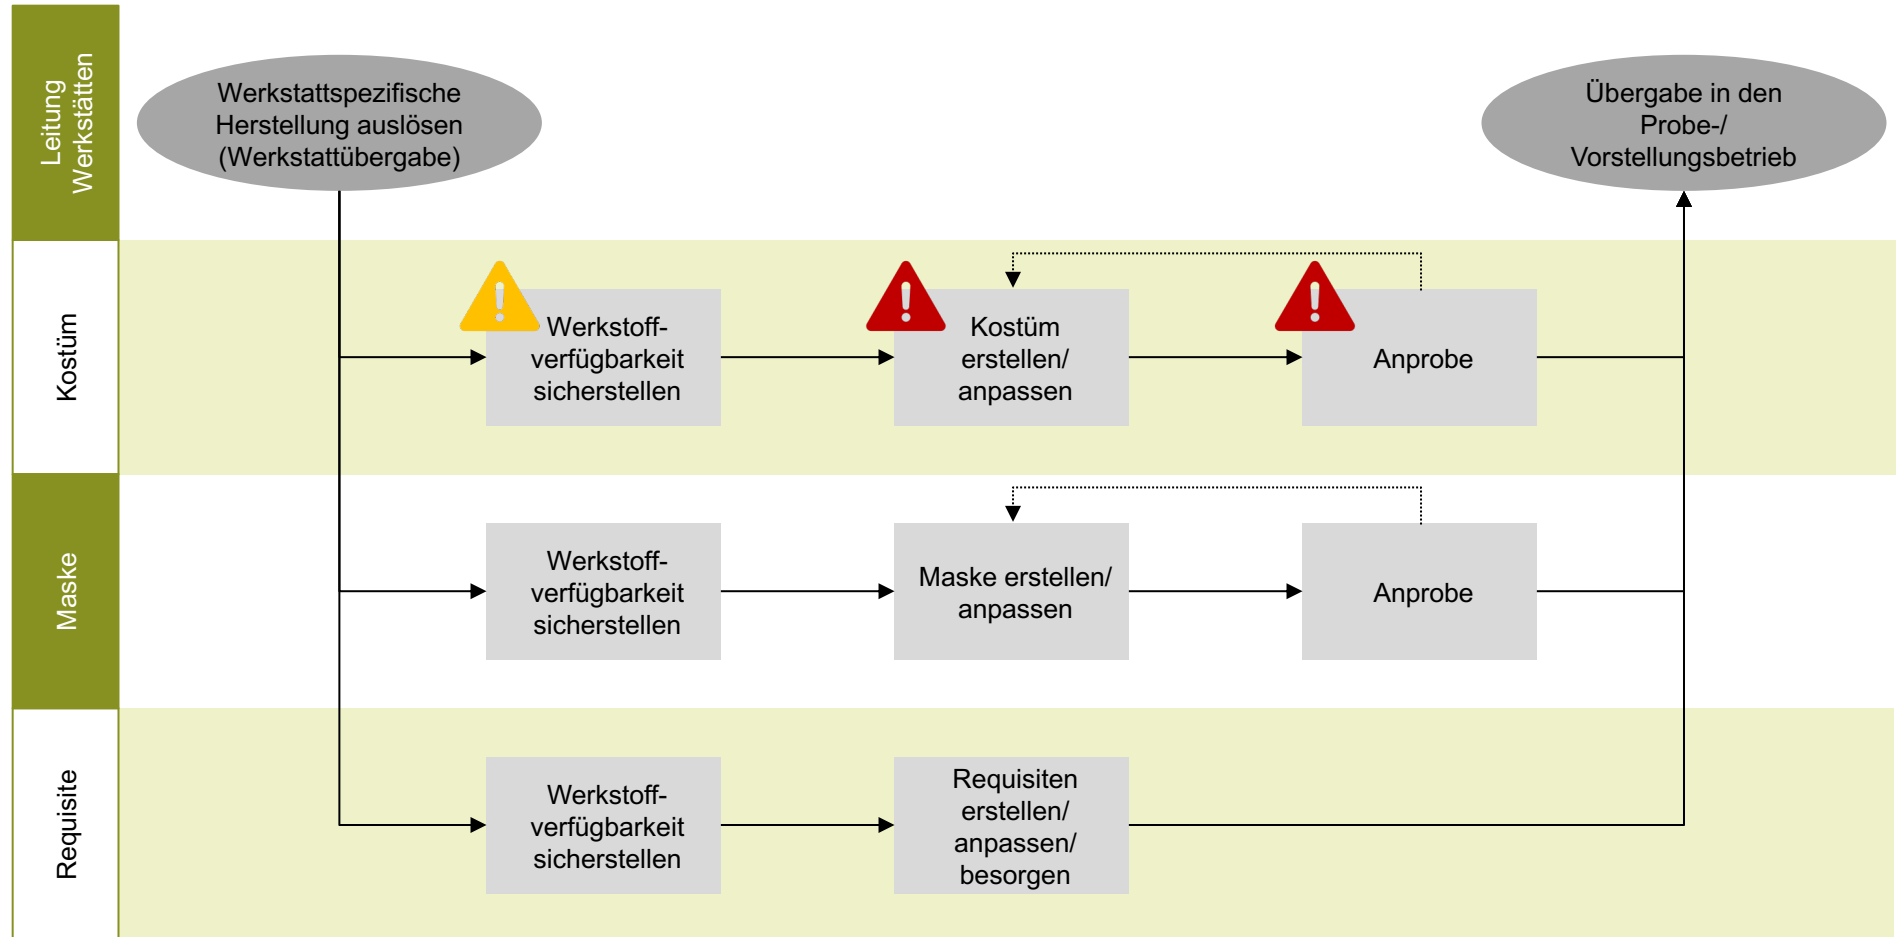 Leitung
Werkstätten
Werkstattspezifische
Herstellung auslösen
(Werkstattübergabe)
Übergabe in den
Probe-/
Vorstellungsbetrieb
Kostüm
Werkstoff-
verfügbarkeit
sicherstellen
Kostüm
erstellen/
anpassen
Anprobe
Maske
Werkstoff-
verfügbarkeit
sicherstellen
Maske erstellen/
anpassen
Anprobe
Requisite
Werkstoff-
verfügbarkeit
sicherstellen
Requisiten
erstellen/
anpassen/
besorgen